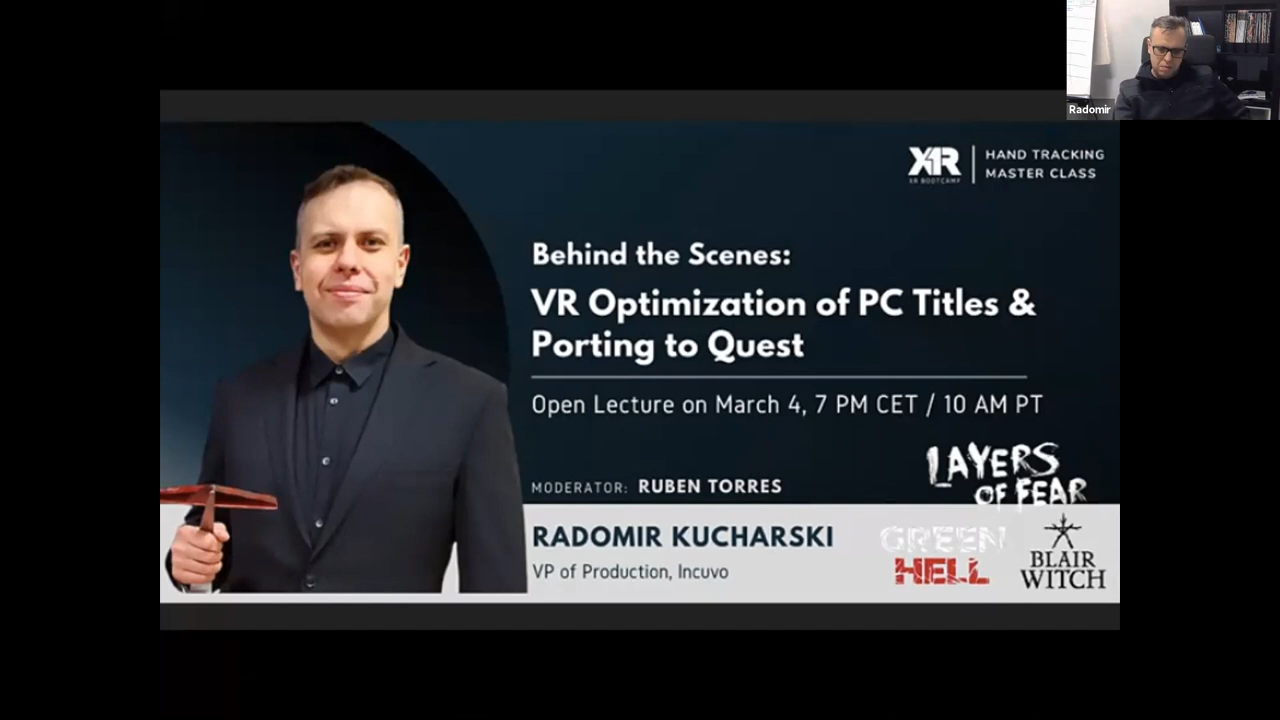 Radomir
XR
XR BOOTCAMP
HAND TRACKING
MASTER CLASS
Behind the Scenes:
VR Optimization of PC Titles &
Porting to Quest
Open Lecture on March 4, 7 PM CET / 10 AM PT
MODERATOR: RUBEN TORRES
LAYERS
OF FEAR
RADOMIR KUCHARSKI
VP of Production, Incuvo
GREEN
HELL
BLAIR
WITCH